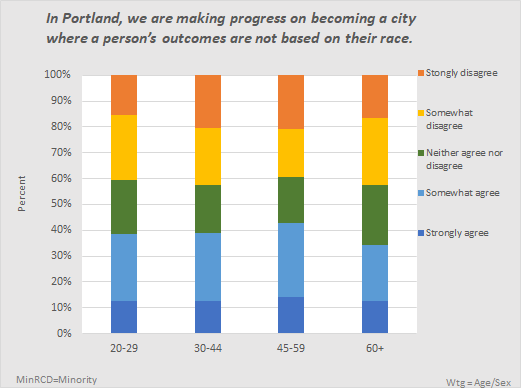 In Portland, we are making progress on becoming a city
where a person's outcomes are not based on their race.
100%
90%
80%
70%
60%
50%
40%
30%
20%
10%
0%
Percent
20-29
30-44
45-59
60+
Stongly disagree
Somewhat
disagree
Neither agree nor
disagree
Somewhat agree
Strongly agree
MinRCD=Minority
Wtg = Age/Sex